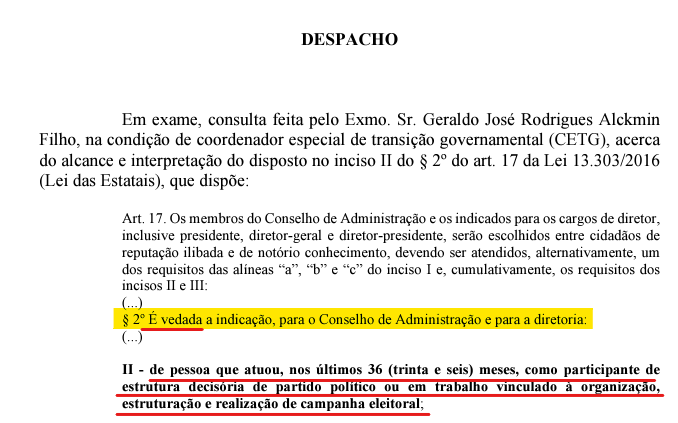 DESPACHO
Em exame, consulta feita pelo Exmo. Sr. Geraldo José Rodrigues Alckmin
Filho, na condição de coordenador especial de transição governamental (CETG), acerca
do alcance e interpretação do disposto no inciso II do § 2º do art. 17 da Lei 13.303/2016
(Lei das Estatais), que dispõe:
Art. 17. Os membros do Conselho de Administração e os indicados para os cargos de diretor,
inclusive presidente, diretor-geral e diretor-presidente, serão escolhidos entre cidadãos de
reputação ilibada e de notório conhecimento, devendo ser atendidos, alternativamente, um
dos requisitos das alíneas “a”, “b” e “c” do inciso I e, cumulativamente, os requisitos dos
incisos II e III:
(...)
§ 2º É vedada a indicação, para o Conselho de Administração e para a diretoria:
(...)
II - de pessoa que atuou, nos últimos 36 (trinta e seis) meses, como participante de
estrutura decisória de partido político ou em trabalho vinculado à organização,
estruturação e realização de campanha eleitoral;